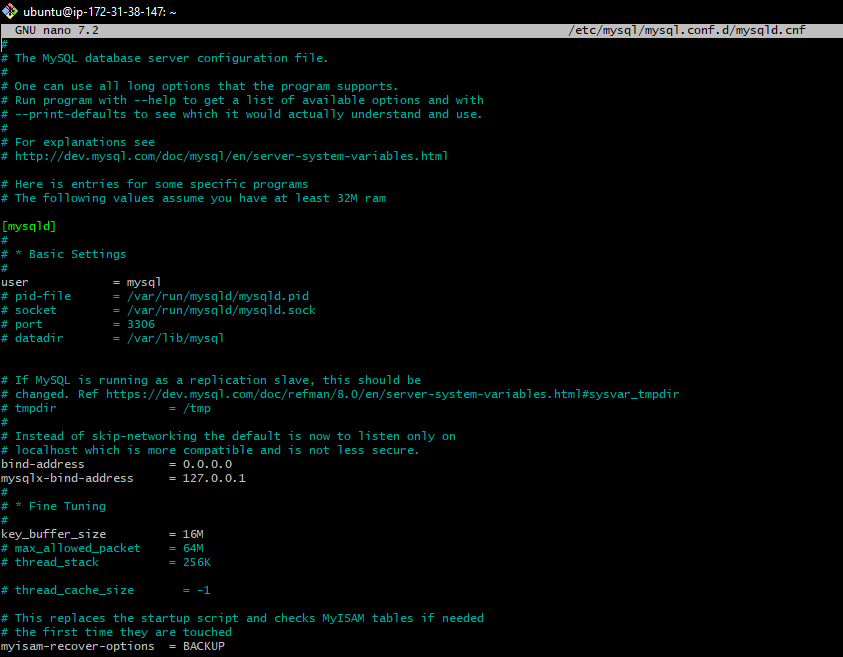 ubuntu@ip-172-31-38-147: ~
GNU nano 7.2 /etc/mysql/mysql.conf.d/mysqld.cnf
#
# The MySQL database server configuration file.
#
# One can use all long options that the program supports.
# Run program with --help to get a list of available options and with
# --print-defaults to see which it would actually understand and use.
#
# For explanations see
# http://dev.mysql.com/doc/mysql/en/server-system-variables.html

# Here is entries for some specific programs
# The following values assume you have at least 32M ram

[mysqld]
#
# * Basic Settings
#
user            = mysql
# pid-file      = /var/run/mysqld/mysqld.pid
# socket        = /var/run/mysqld/mysqld.sock
# port          = 3306
# datadir       = /var/lib/mysql


# If MySQL is running as a replication slave, this should be
# changed. Ref https://dev.mysql.com/doc/refman/8.0/en/server-system-variables.html#sysvar_tmpdir
# tmpdir                = /tmp
#
# Instead of skip-networking the default is now to listen only on
# localhost which is more compatible and is not less secure.
bind-address            = 0.0.0.0
mysqlx-bind-address     = 127.0.0.1
#
# * Fine Tuning
#
key_buffer_size         = 16M
# max_allowed_packet    = 64M
# thread_stack          = 256K

# thread_cache_size       = -1

# This replaces the startup script and checks MyISAM tables if needed
# the first time they are touched
myisam-recover-options  = BACKUP